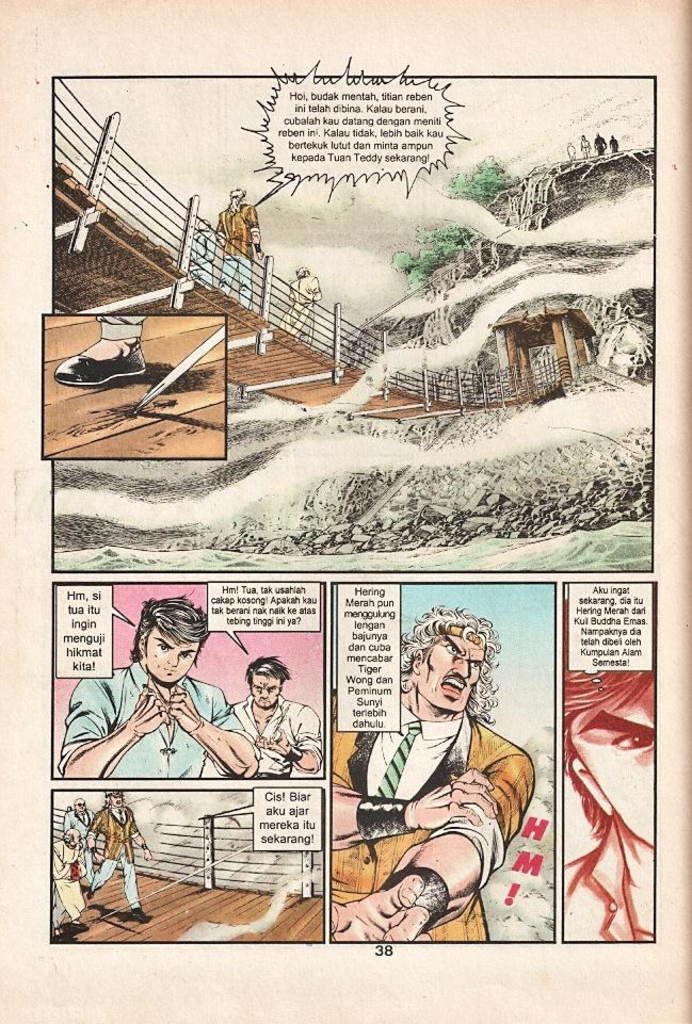 Hoi, budak mentah, titian reben
ini telah dibina. Kalau berani,
cubalah kau datang dengan meniti
reben ini. Kalau tidak, lebih baik kau
bertekuk lutut dan minta ampun
kepada Tuan Teddy sekarang!
Hm, si
tua itu
ingin
menguji
hikmat
kita!
Hm! Tua, tak usahlah
cakap kosong! Apakah kau
tak berani nak naik ke atas
tebing tinggi ini ya?
Hering
Merah pun
menggulung
lengan
bajunya
dan cuba
mencabar
Tiger
Wong dan
Peminum
Sunyi
terlebih
dahulu.
Aku ingat
sekarang, dia itu
Hering Merah dari
Kuil Buddha Emas.
Nampaknya dia
telah dibeli oleh
Kumpulan Alam
Semesta!
Cis! Biar
aku ajar
mereka itu
sekarang!
HM!
38